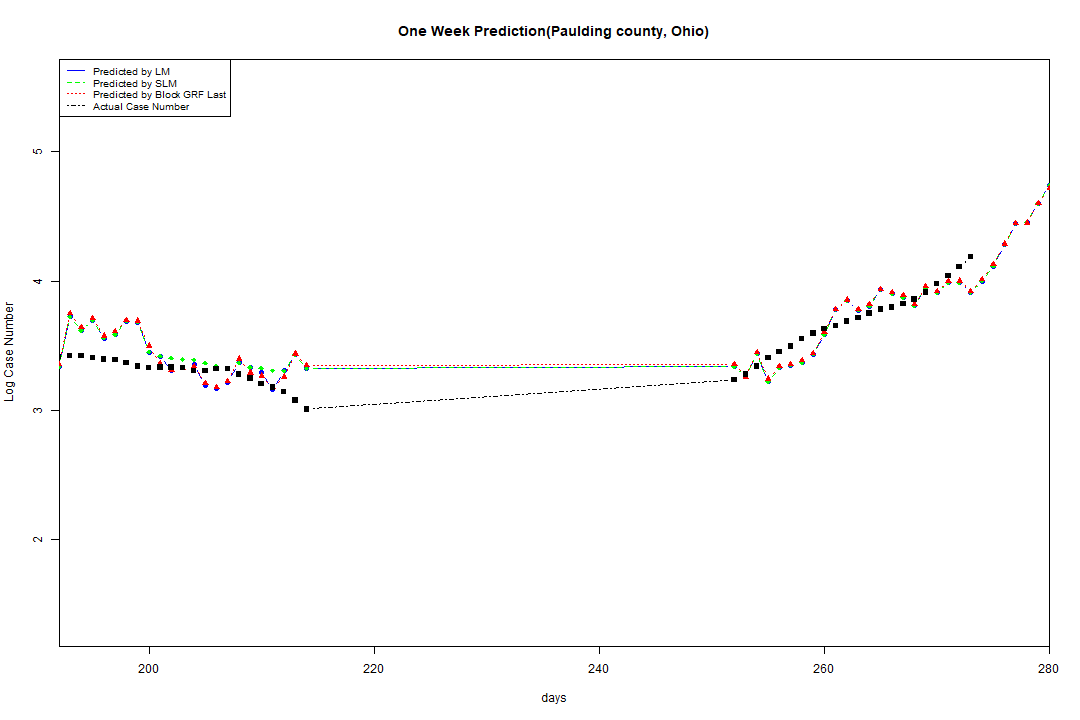 One Week Prediction(Paulding county, Ohio)
Predicted by LM
Predicted by SLM
Predicted by Block GRF Last
Actual Case Number
5
4
3
2
Log Case Number
200 220 240 260 280
days